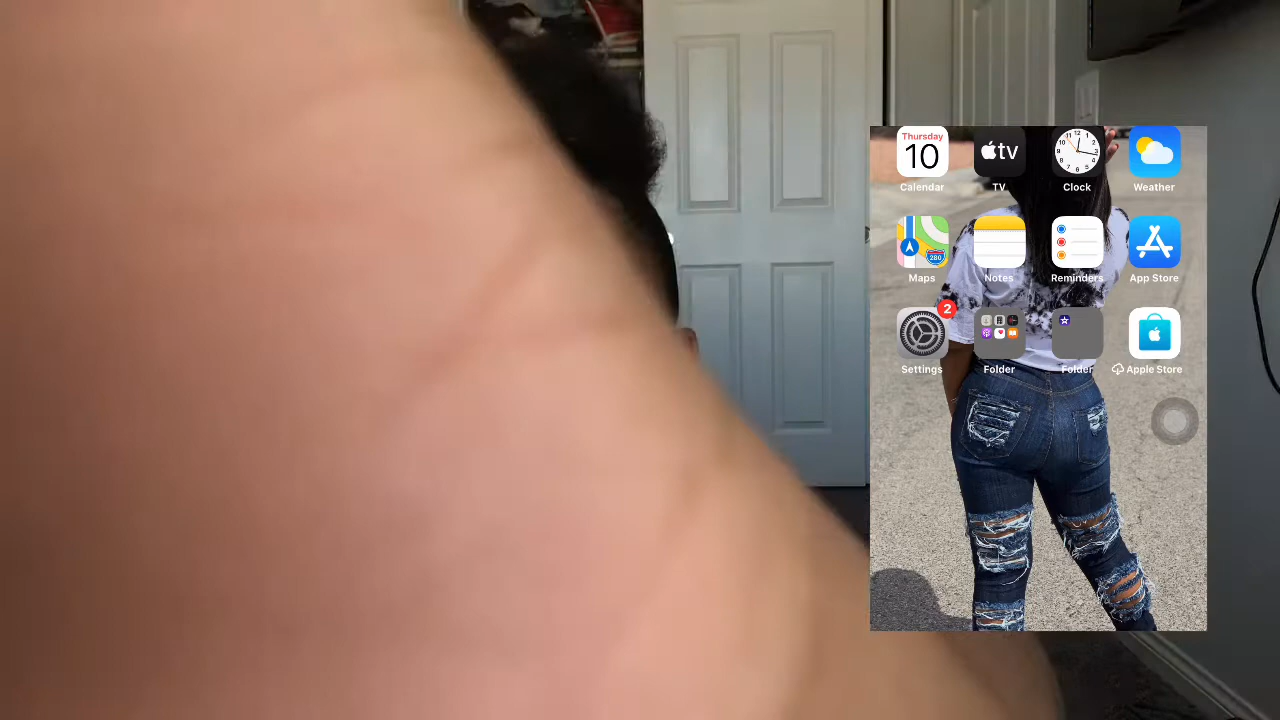 Thursday
10
tv
Calendar TV Clock Weather
280
Maps Notes Reminders App Store
2
Settings Folder Folder Apple Store